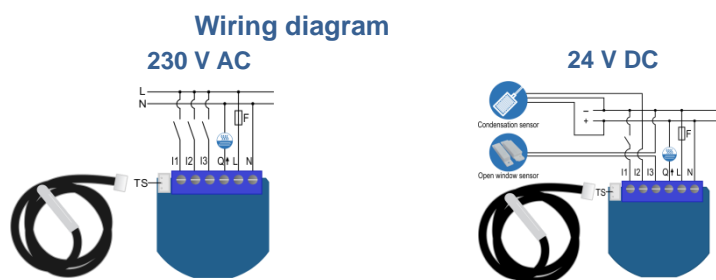 Wiring diagram
230 V AC
24 V DC
L
N
F
I1 I2 I3 Q L N
TS
Condensation sensor
Open window sensor
–
+
F
I1 I2 I3 Q L N
TS